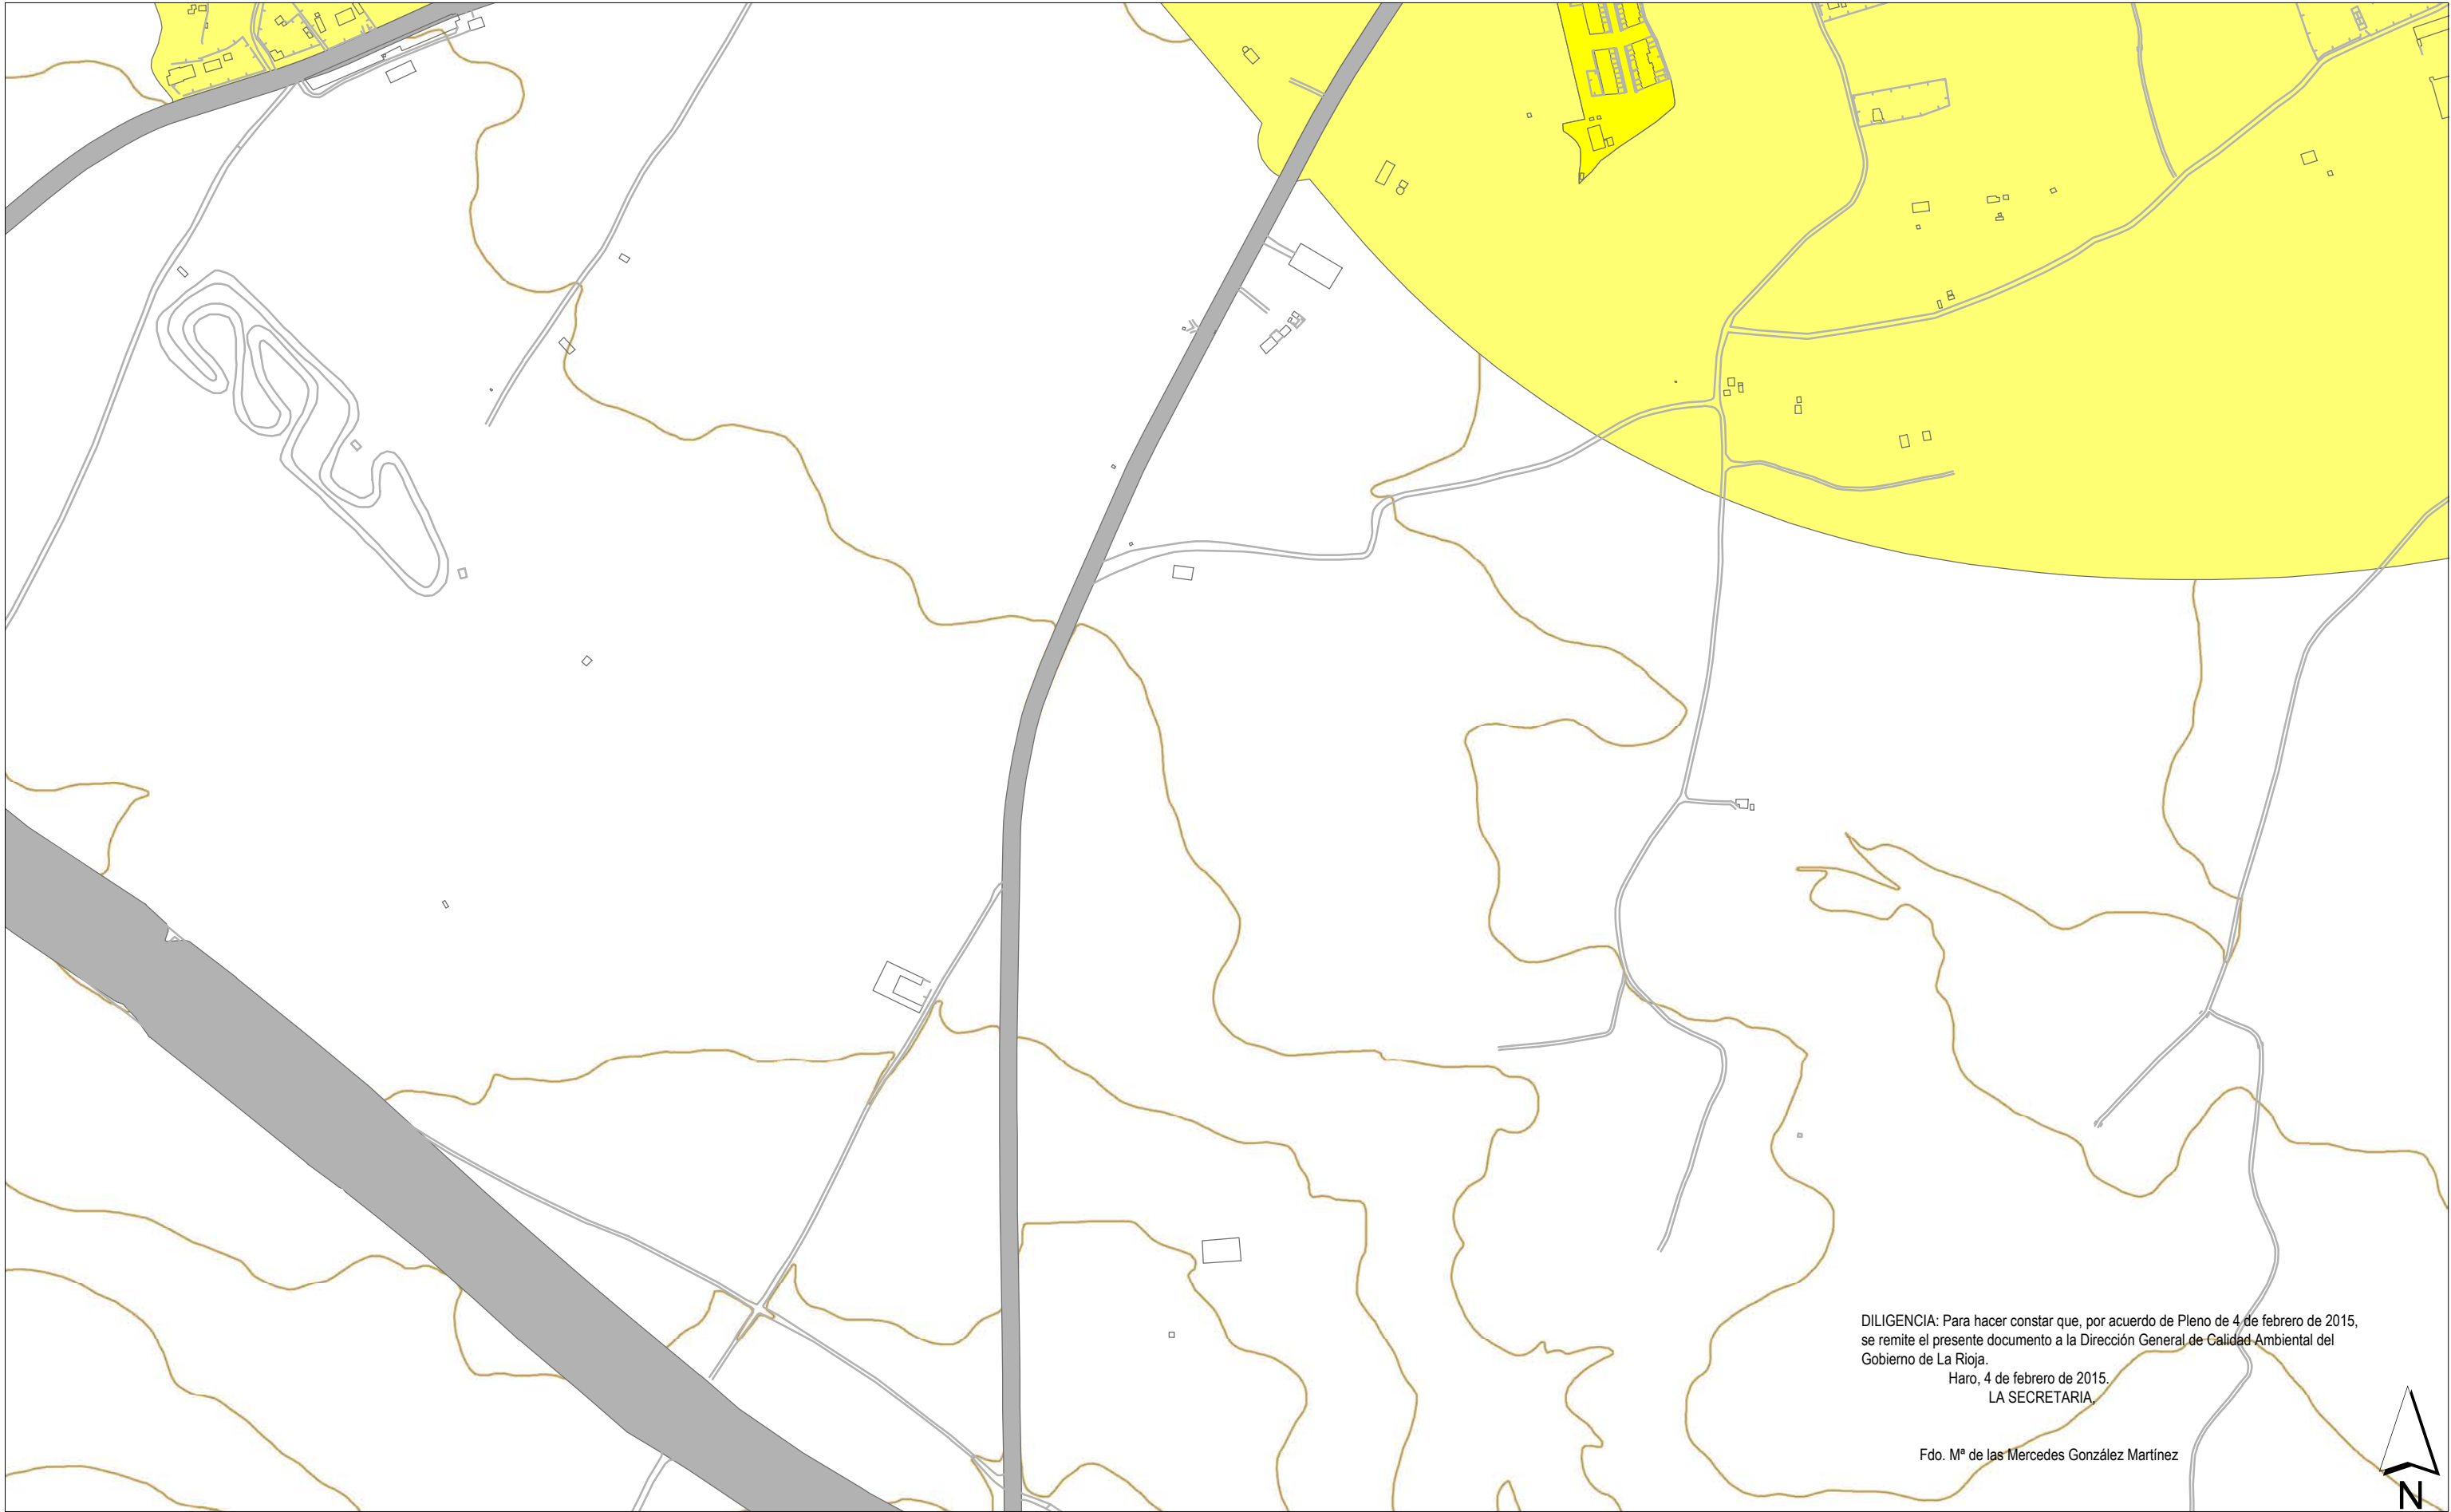 DILIGENCIA: Para hacer constar que, por acuerdo de Pleno de 4 de febrero de 2015,
se remite el presente documento a la Dirección General de Calidad Ambiental del
Gobierno de La Rioja.
Haro, 4 de febrero de 2015.
LA SECRETARIA,
Fdo. Mª de las Mercedes González Martínez
N